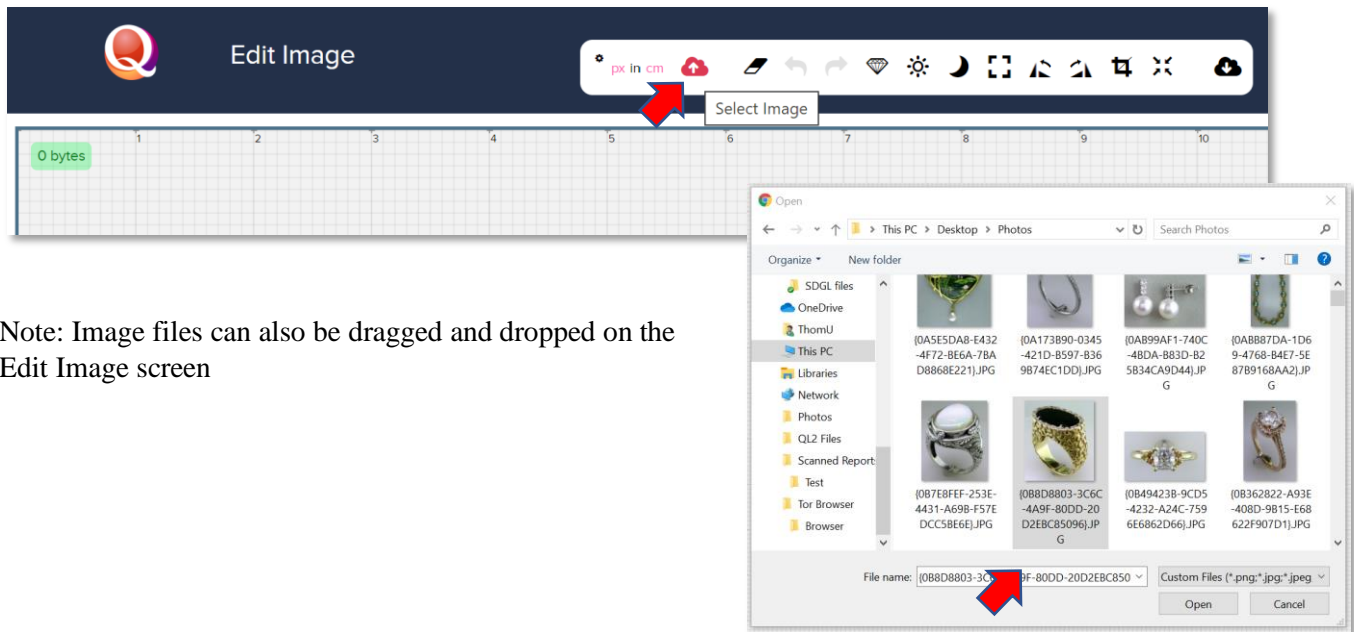 Edit Image
px in cm
Select Image
1 2 3 4 5 6 7 8 9 10
0 bytes
Open
This PC > Desktop > Photos
Search Photos
Organize
New folder
SDGL files
OneDrive
ThomU
This PC
Libraries
Network
Photos
QL2 Files
Scanned Report
Test
Tor Browser
Browser
{0A5E5DA8-E432
-4F72-BE6A-7BA
D8868E221}.JPG
{0A173B90-0345
-421D-B597-B36
9B74EC1DD}.JPG
{0AB99AF1-740C
-4BDA-B83D-B2
5B34CA9D44}.JP
G
{0ABB87DA-1D6
9-4768-B4E7-5E
87B9168AA2}.JP
G
{0B7E8FEF-253E-
4431-A69B-F57E
DCC5BE6E}.JPG
{0B8D8803-3C6C
-4A9F-80DD-20
D2EBC85096}.JP
G
{0B49423B-9CD5
-4232-A24C-759
6E6862D66}.JPG
{0B362822-A93E
-408D-9B15-E68
622F907D1}.JPG
File name:
{0B8D8803-3C6 9F-80DD-20D2EBC850
Custom Files (*.png;*.jpg;*.jpeg
Open
Cancel
Note: Image files can also be dragged and dropped on the
Edit Image screen